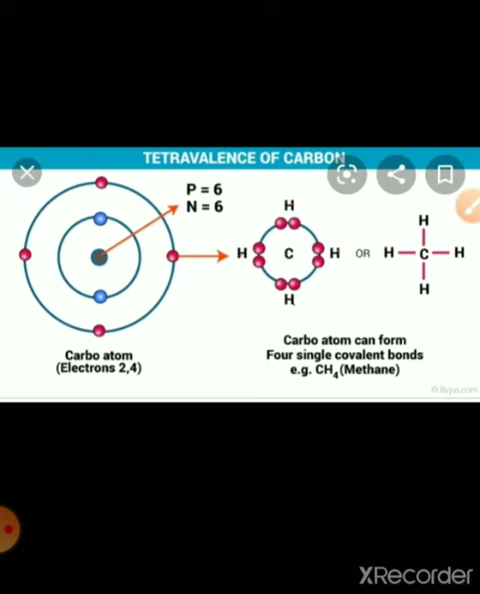 TETRAVALENCE OF CARBON
P = 6
N = 6
H
H C H OR H—C—H
H
H
H
Carbo atom
(Electrons 2,4)
Carbo atom can form
Four single covalent bonds
e.g. CH₄ (Methane)
© Byjus.com
XRecorder